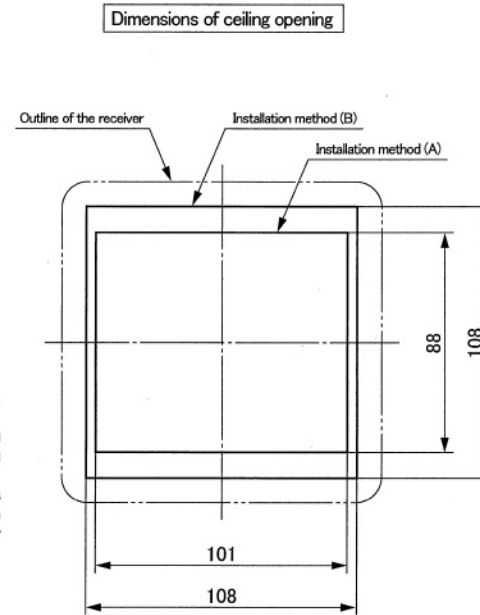 Dimensions of ceiling opening
Outline of the receiver
Installation method (B)
Installation method (A)
88
108
101
108